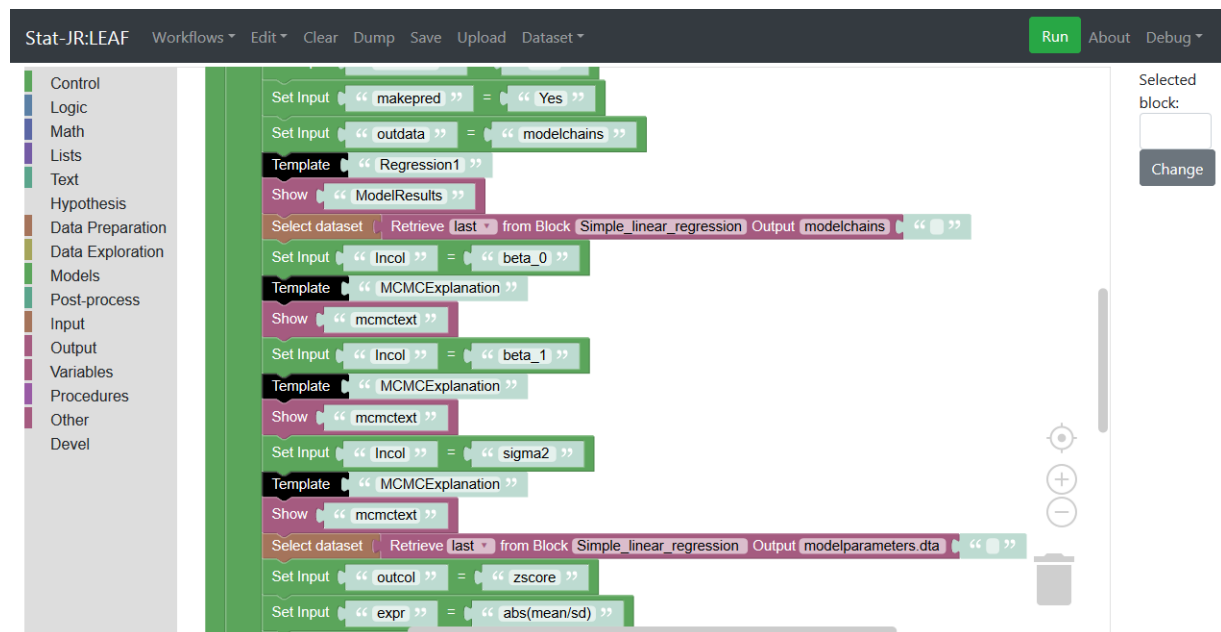 Stat-JR:LEAF Workflows Edit Clear Dump Save Upload Dataset Run About Debug
Control
Logic
Math
Lists
Text
Hypothesis
Data Preparation
Data Exploration
Models
Post-process
Input
Output
Variables
Procedures
Other
Devel
Set Input “ makepred ” = “ Yes ”
Set Input “ outdata ” = “ modelchains ”
Template “ Regression1 ”
Show “ ModelResults ”
Select dataset Retrieve last from Block Simple_linear_regression Output modelchains “ ”
Set Input “ Incol ” = “ beta_0 ”
Template “ MCMCExplanation ”
Show “ mcmctext ”
Set Input “ Incol ” = “ beta_1 ”
Template “ MCMCExplanation ”
Show “ mcmctext ”
Set Input “ Incol ” = “ sigma2 ”
Template “ MCMCExplanation ”
Show “ mcmctext ”
Select dataset Retrieve last from Block Simple_linear_regression Output modelparameters.dta “ ”
Set Input “ outcol ” = “ zscore ”
Set Input “ expr ” = “ abs(mean/sd) ”
Selected
block:
Change